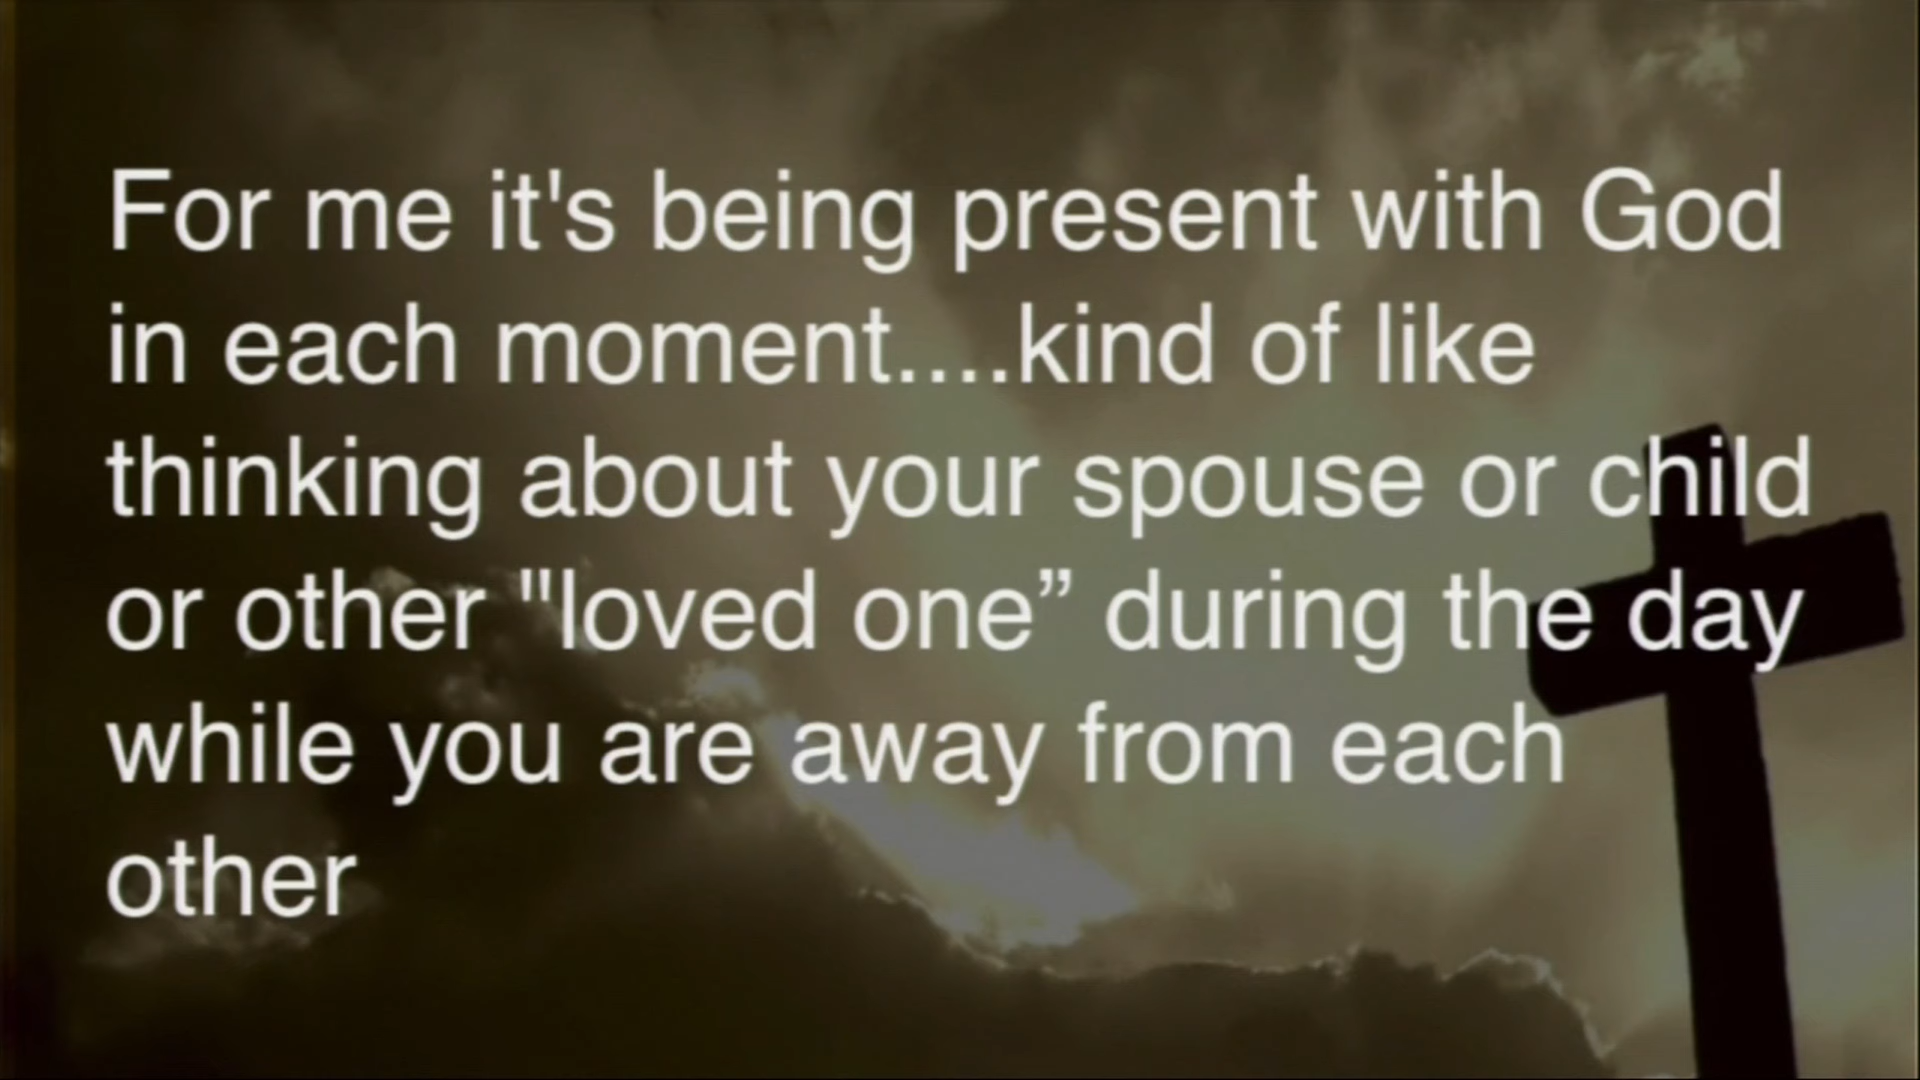 For me it's being present with God
in each moment....kind of like
thinking about your spouse or child
or other "loved one” during the day
while you are away from each
other